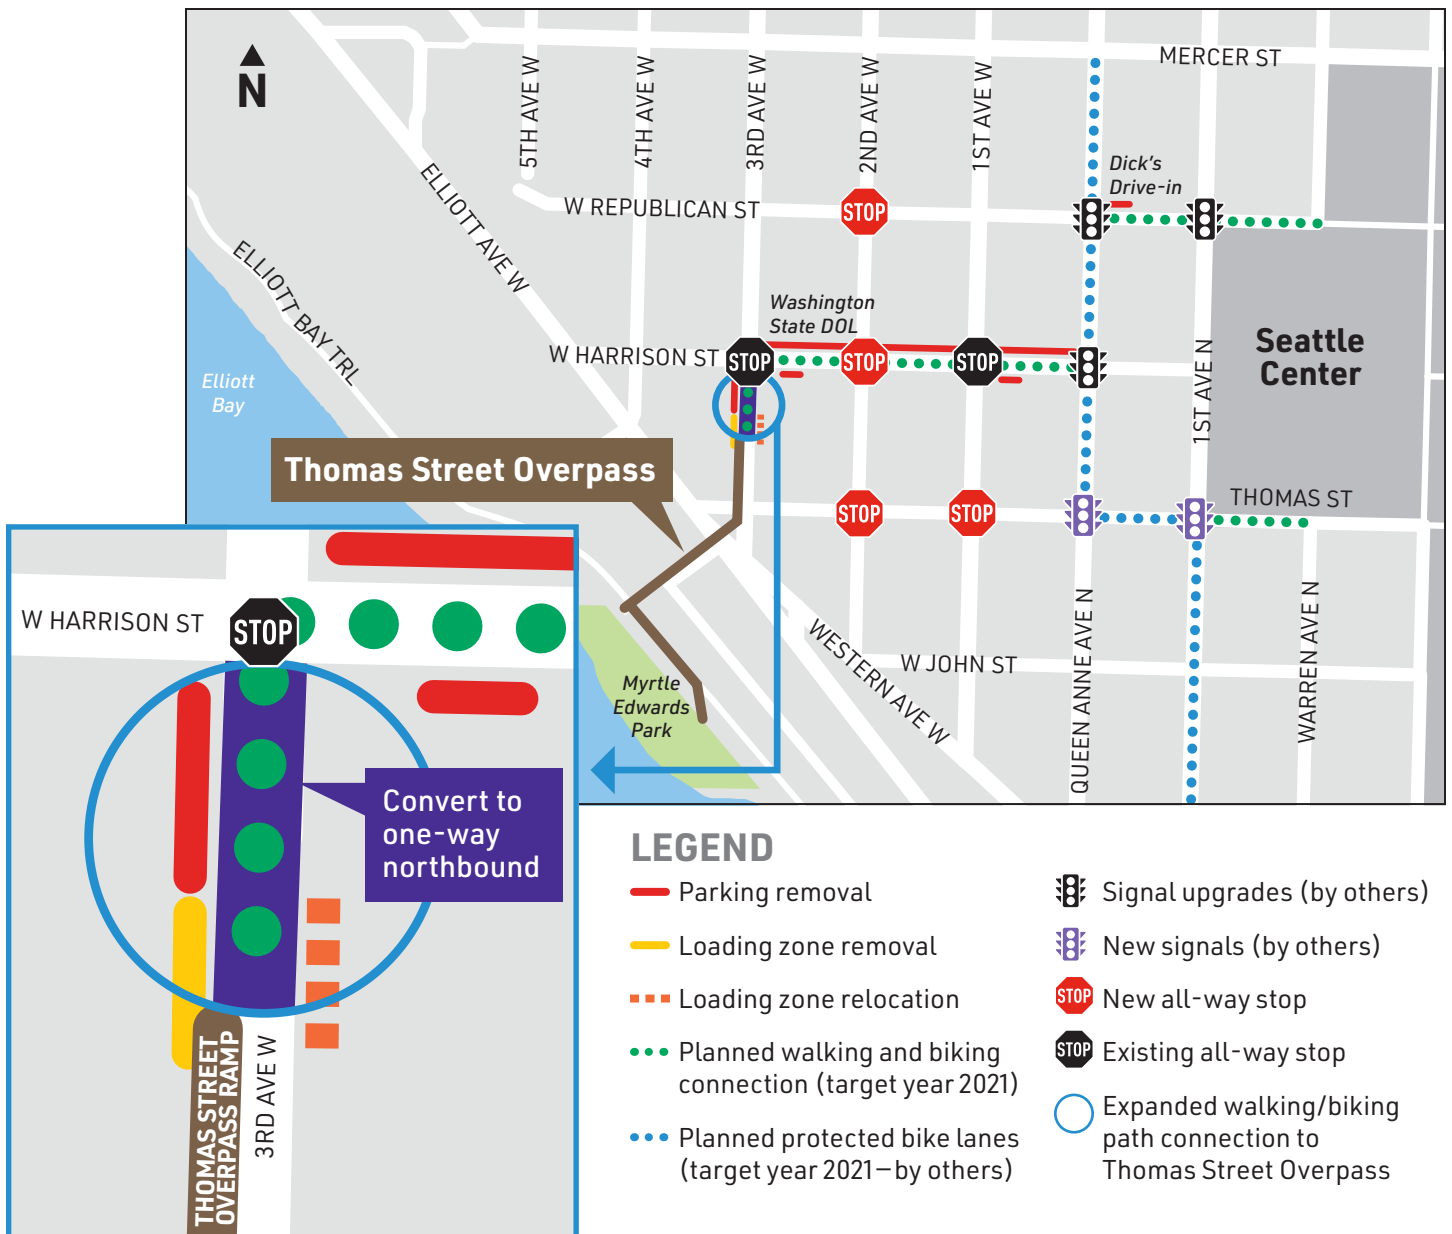 N
MERCER ST
5TH AVE W
4TH AVE W
3RD AVE W
2ND AVE W
1ST AVE W
Dick's
Drive-in
ELLIOTT AVE W
W REPUBLICAN ST
STOP
ELLIOTT BAY TRL
Washington
State DOL
W HARRISON ST
STOP
STOP
STOP
Seattle
Center
1ST AVE N
Elliott
Bay
Thomas Street Overpass
STOP
STOP
THOMAS ST
WESTERN AVE W
W JOHN ST
QUEEN ANNE AVE N
WARREN AVE N
Myrtle
Edwards
Park
W HARRISON ST
STOP
Convert to
one-way
northbound
THOMAS STREET
OVERPASS RAMP
3RD AVE W
LEGEND
Parking removal
Loading zone removal
Loading zone relocation
Planned walking and biking
connection (target year 2021)
Planned protected bike lanes
(target year 2021—by others)
Signal upgrades (by others)
New signals (by others)
STOP New all-way stop
STOP Existing all-way stop
Expanded walking/biking
path connection to
Thomas Street Overpass